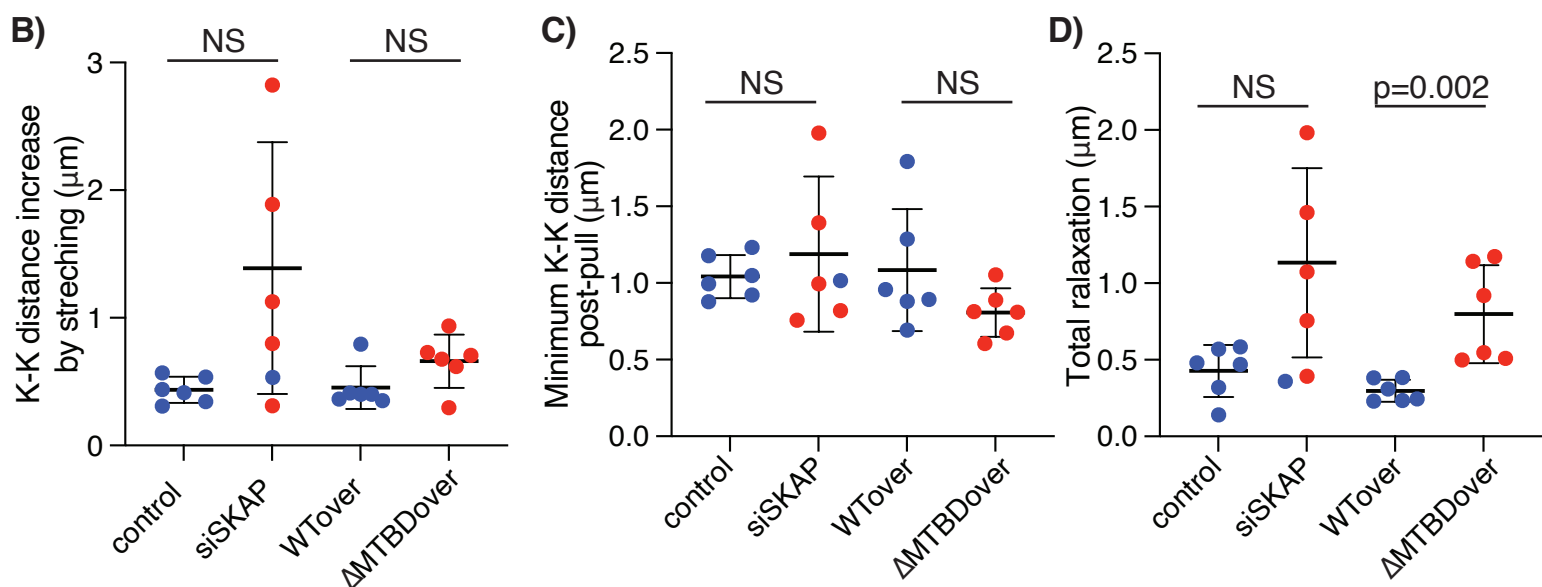 B)
NS
NS
K-K distance increase
by streching (μm)
3
2
1
0
control
siSKAP
WTover
ΔMTBDover
C)
NS
NS
Minimum K-K distance
post-pull (μm)
2.5
2.0
1.5
1.0
0.5
0.0
control
siSKAP
WTover
ΔMTBDover
D)
NS
p=0.002
Total ralaxation (μm)
2.5
2.0
1.5
1.0
0.5
0.0
control
siSKAP
WTover
ΔMTBDover